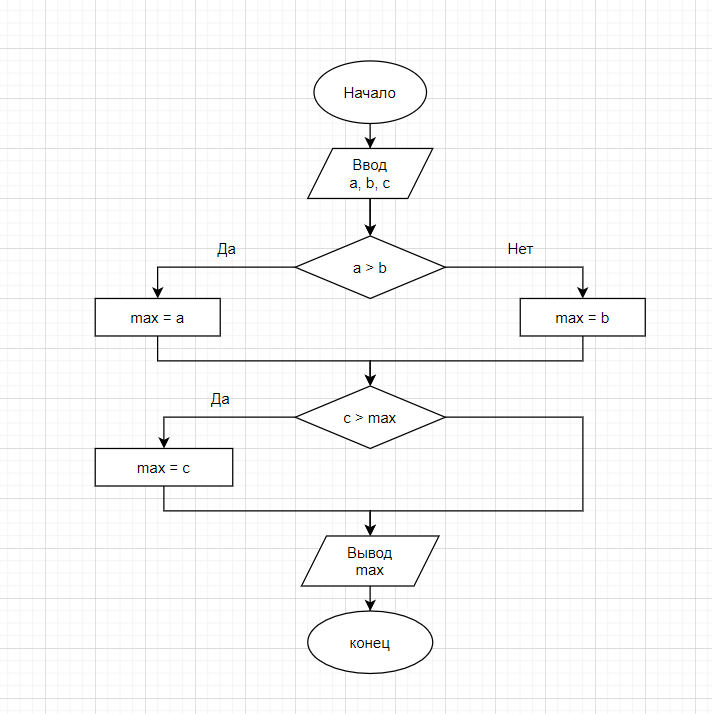 Начало
Ввод
a, b, c
Да
Нет
a > b
max = a
max = b
Да
c > max
max = c
Вывод
max
конец